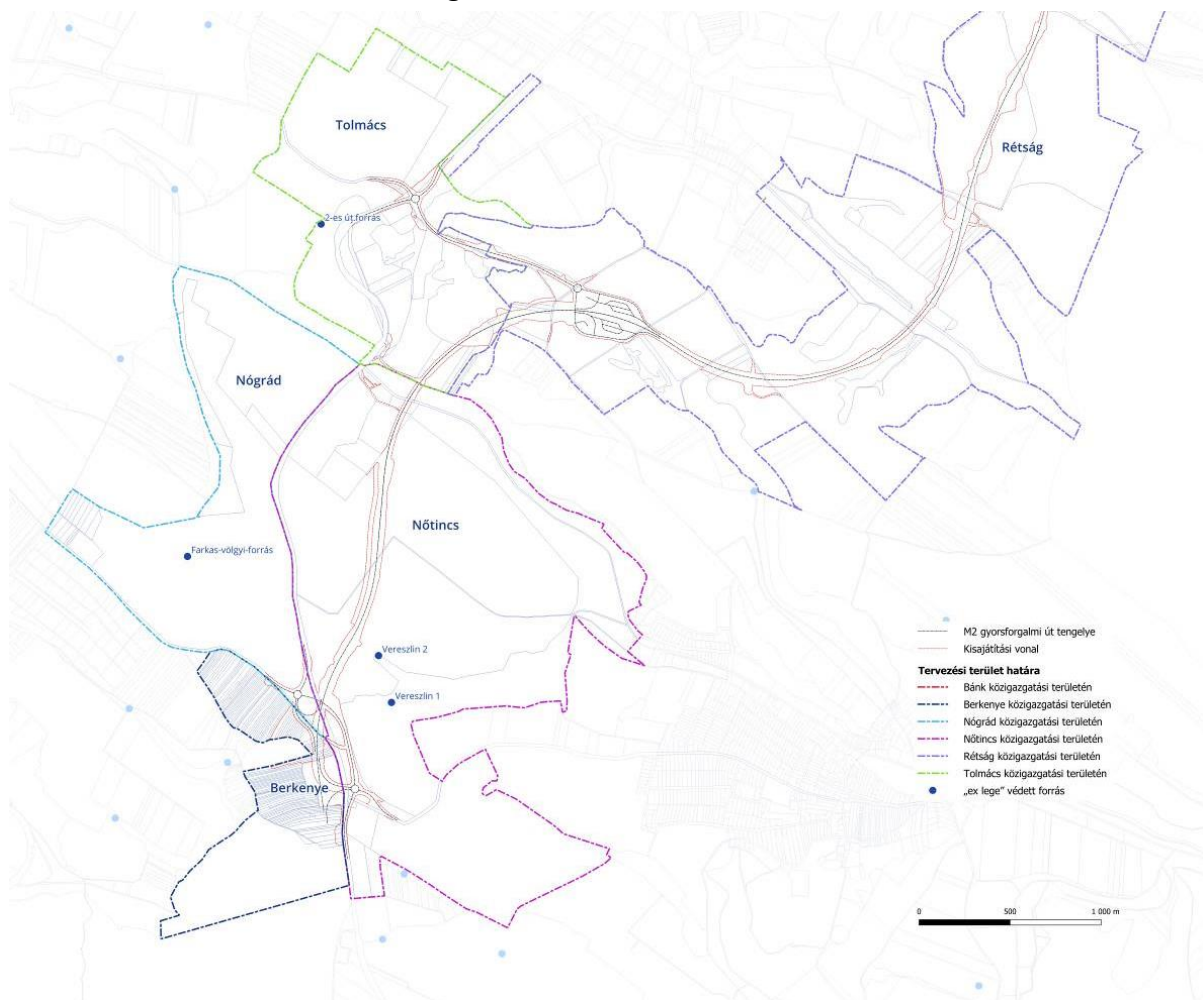 Tolmács
Rétság
2-es út forrás
Nógrád
Nőtincs
Farkas-völgyi-forrás
Vereszlin 2
Vereszlin 1
Berkenye
M2 gyorsforgalmi út tengelye
Kisajátítási vonal
Tervezési terület határa
Bánk közigazgatási területén
Berkenye közigazgatási területén
Nógrád közigazgatási területén
Nőtincs közigazgatási területén
Rétság közigazgatási területén
Tolmács közigazgatási területén
„ex lege” védett forrás
0 500 1 000 m